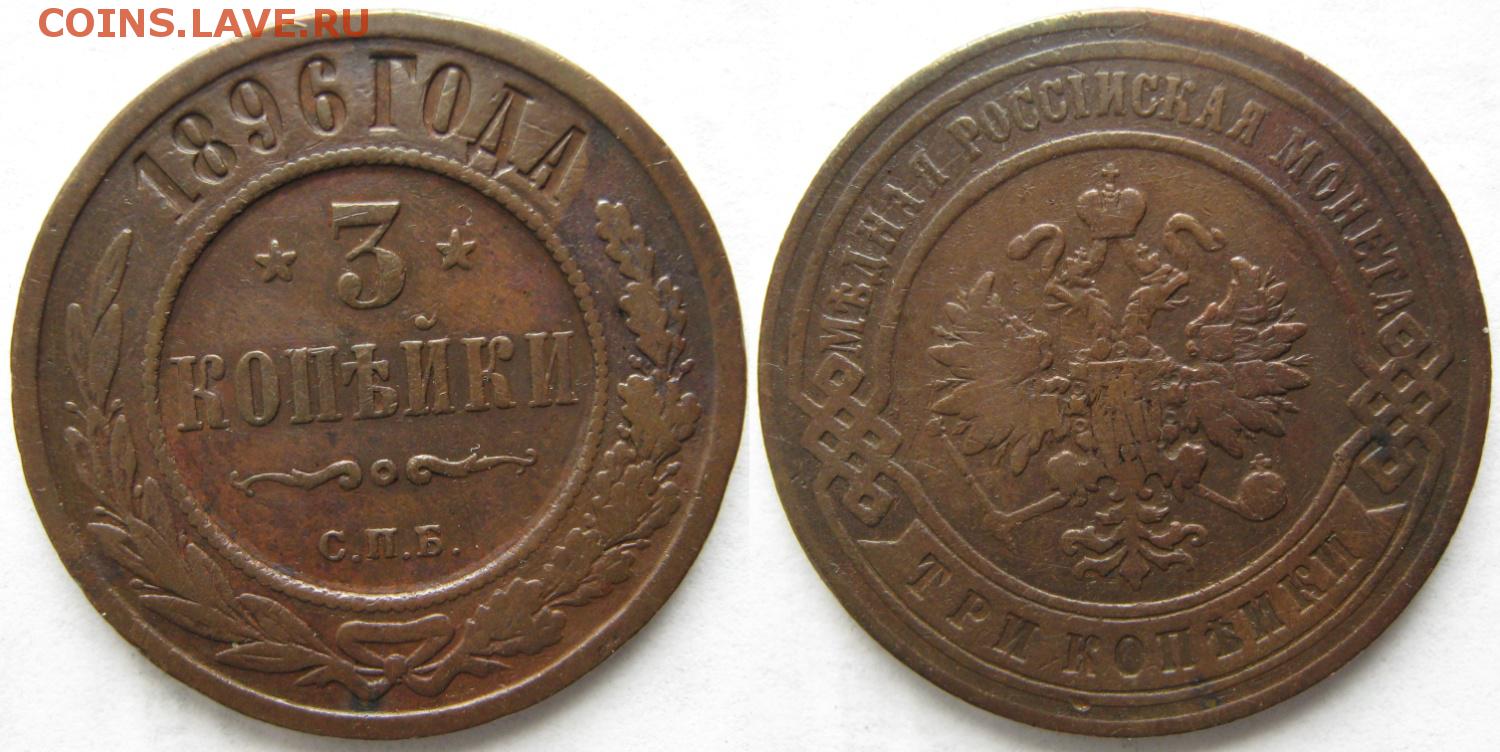 COINS.LAVE.RU
1896 ГОДА
3
КОПѢЙКИ
С.П.Б.
МѢДНАЯ РОССІЙСКАЯ МОНЕТА
ТРИ КОПѢЙКИ